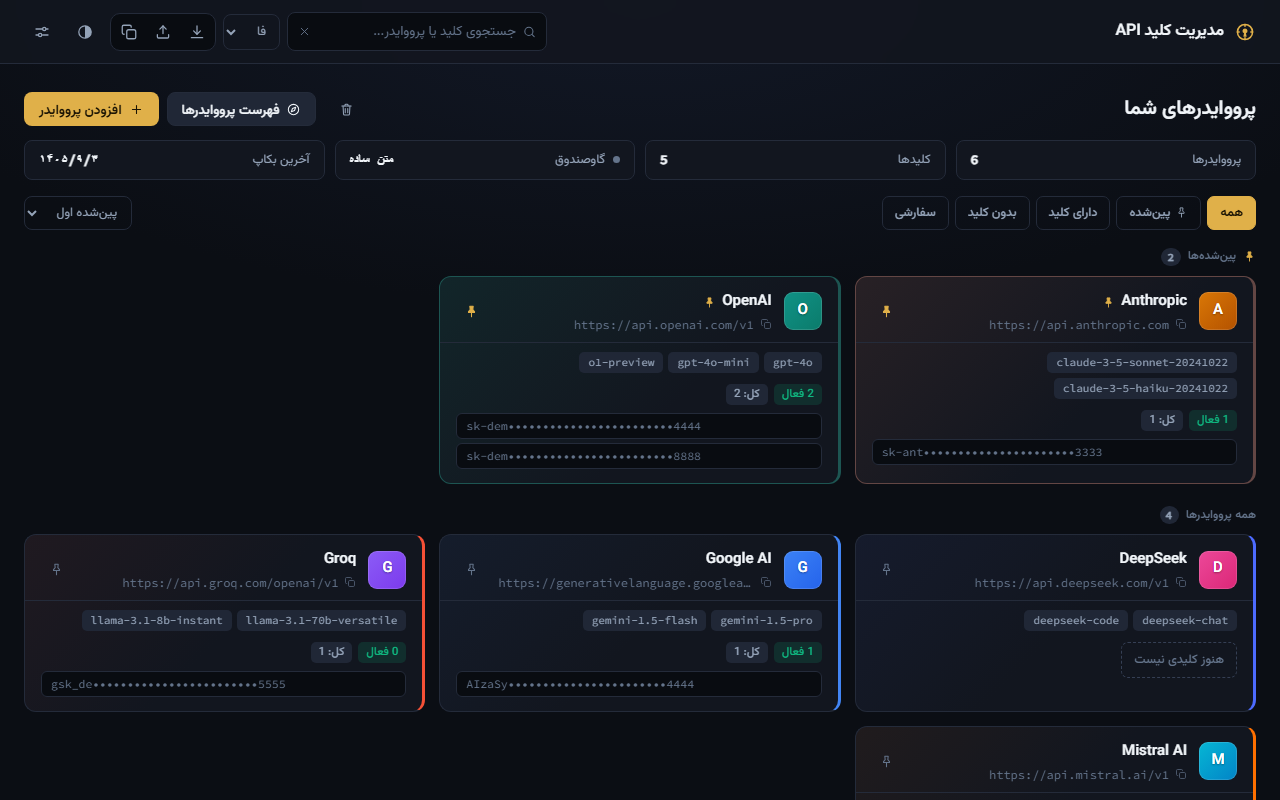 مدیریت کلید API
جستجوی کلید یا پرووایدر...
فا
پرووایدرهای شما
فهرست پرووایدرها
افزودن پرووایدر
پرووایدرها 6
کلیدها 5
گاوصندوق متن ساده
آخرین بکاپ ۱۴۰۵/۹/۳
همه
پین‌شده
دارای کلید
بدون کلید
سفارشی
پین‌شده اول
پین‌شده‌ها 2
Anthropic
https://api.anthropic.com
claude-3-5-sonnet-20241022
claude-3-5-haiku-20241022
1 فعال
کل: 1
sk-ant••••••••••••••••••••••3333
A
OpenAI
https://api.openai.com/v1
gpt-4o gpt-4o-mini o1-preview
2 فعال
کل: 2
sk-dem••••••••••••••••••••••••4444
sk-dem••••••••••••••••••••••••8888
O
همه پرووایدرها 4
DeepSeek
https://api.deepseek.com/v1
deepseek-chat deepseek-code
هنوز کلیدی نیست
D
Google AI
https://generativelanguage.googlea…
gemini-1.5-pro gemini-1.5-flash
1 فعال
کل: 1
AIzaSy•••••••••••••••••••••••4444
G
Groq
https://api.groq.com/openai/v1
llama-3.1-70b-versatile llama-3.1-8b-instant
0 فعال
کل: 1
gsk_de••••••••••••••••••••••••5555
G
Mistral AI
https://api.mistral.ai/v1
M